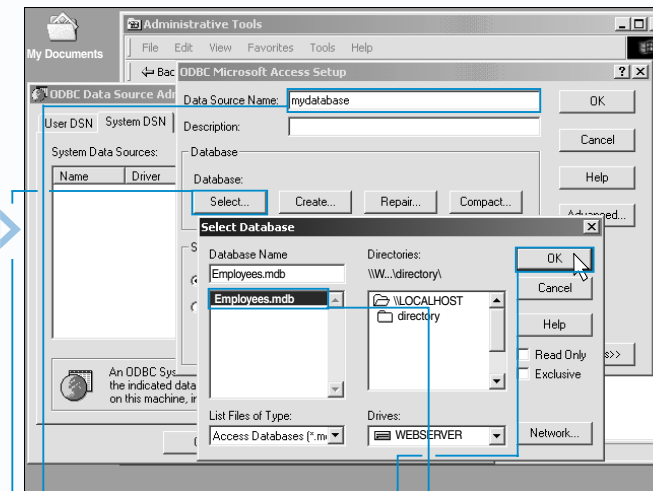 Administrative Tools
My Documents
File Edit View Favorites Tools Help
ODBC Microsoft Access Setup
ODBC Data Source
Data Source Name: mydatabase
OK
User DSN System DSN
Description:
Cancel
System Data Sources:
Database
Name Driver
Database:
Help
Select... Create... Repair... Compact...
Advanced...
Select Database
Database Name
Directories:
OK
Employees.mdb
\\W...\directory\
Cancel
Employees.mdb
\\LOCALHOST
directory
Help
Read Only
Exclusive
An ODBC
the indicated data
on this machine,
List Files of Type:
Drives:
Access Databases
WEBSERVER
Network...